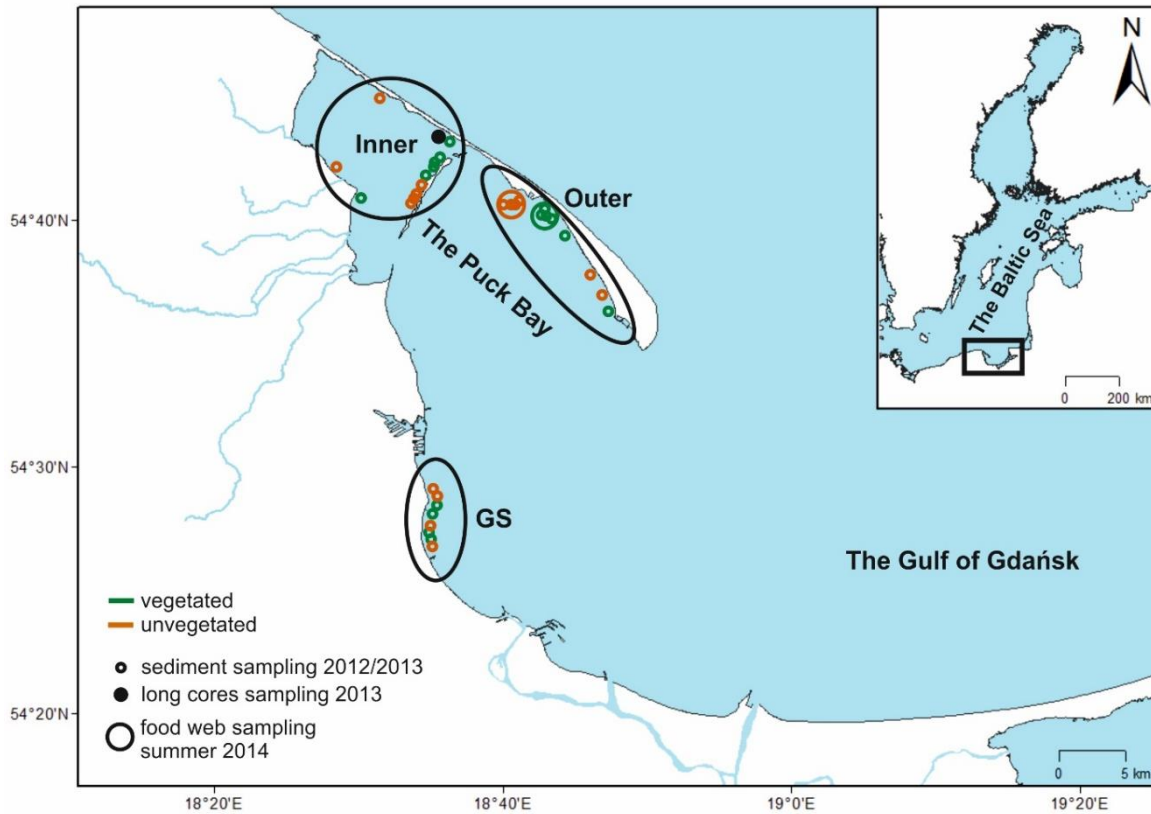 N
Inner
Outer
The Puck Bay
The Baltic Sea
0 200 km
54°40'N
54°30'N
54°20'N
GS
The Gulf of Gdańsk
vegetated
unvegetated
sediment sampling 2012/2013
long cores sampling 2013
food web sampling
summer 2014
0 5 km
18°20'E
18°40'E
19°0'E
19°20'E